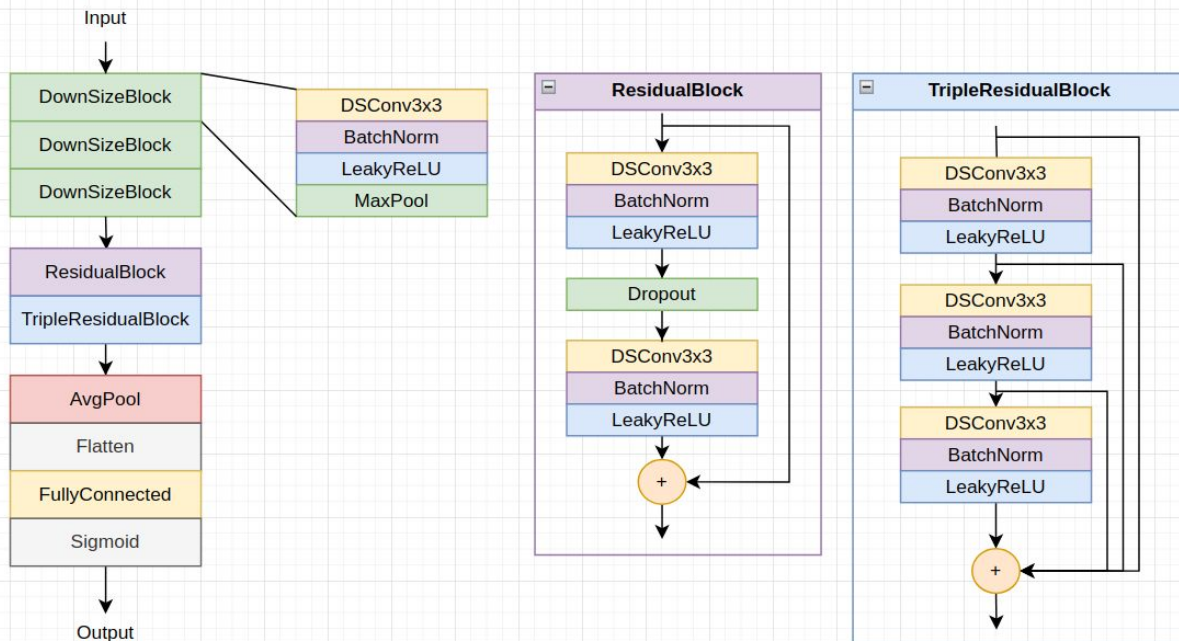 Input
DownSizeBlock
DownSizeBlock
DownSizeBlock
ResidualBlock
TripleResidualBlock
AvgPool
Flatten
FullyConnected
Sigmoid
Output
DSConv3x3
BatchNorm
LeakyReLU
MaxPool
ResidualBlock
DSConv3x3
BatchNorm
LeakyReLU
Dropout
DSConv3x3
BatchNorm
LeakyReLU
+
TripleResidualBlock
DSConv3x3
BatchNorm
LeakyReLU
DSConv3x3
BatchNorm
LeakyReLU
DSConv3x3
BatchNorm
LeakyReLU
+